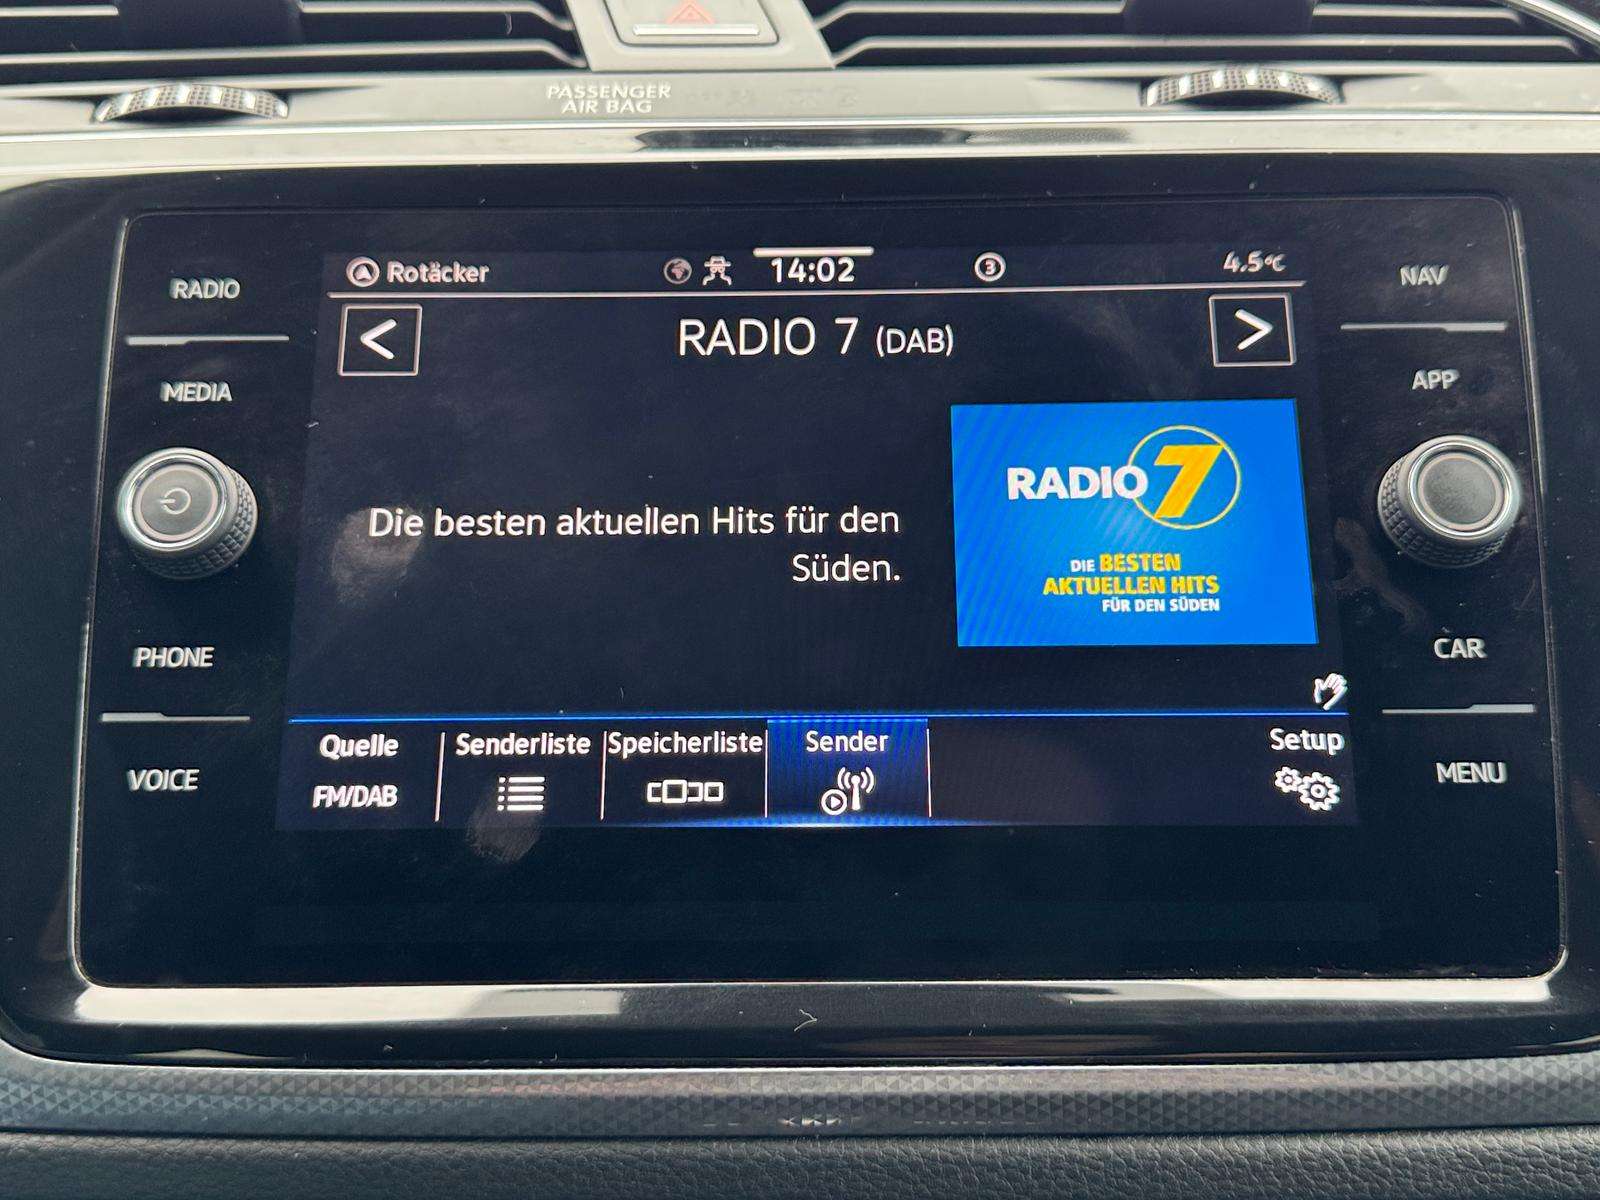 PASSENGER
AIR BAG
RADIO
MEDIA
PHONE
VOICE
Rotäcker
14:02
3
4.5°C
RADIO 7 (DAB)
Die besten aktuellen Hits für den
Süden.
RADIO 7
DIE BESTEN
AKTUELLEN HITS
FÜR DEN SÜDEN
Quelle
FM/DAB
Senderliste
Speicherliste
Sender
Setup
NAV
APP
CAR
MENU